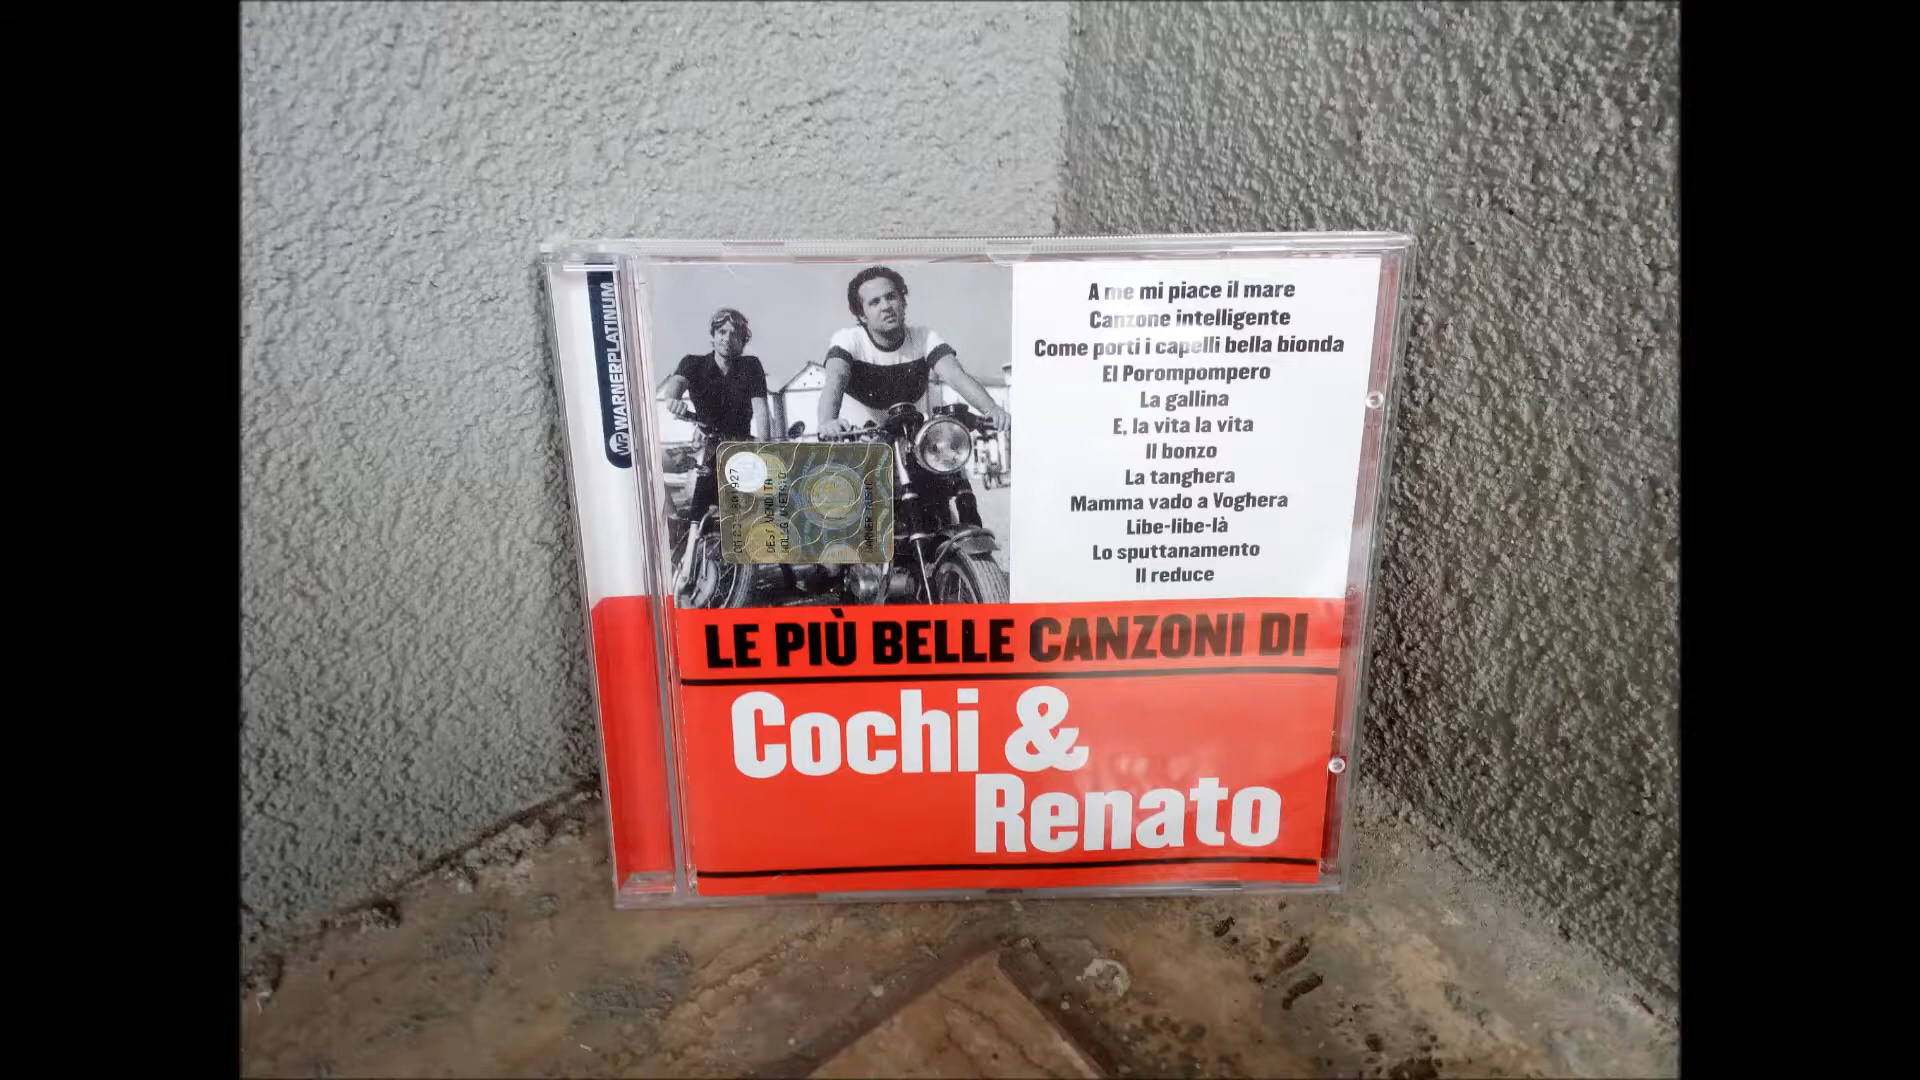 WARNERPLATINUM
A me mi piace il mare
Canzone intelligente
Come porti i capelli bella bionda
El Porompompero
La gallina
E, la vita la vita
Il bonzo
La tanghera
Mamma vado a Voghera
Libe-libe-là
Lo sputtanamento
Il reduce
LE PIÙ BELLE CANZONI DI
Cochi &
Renato